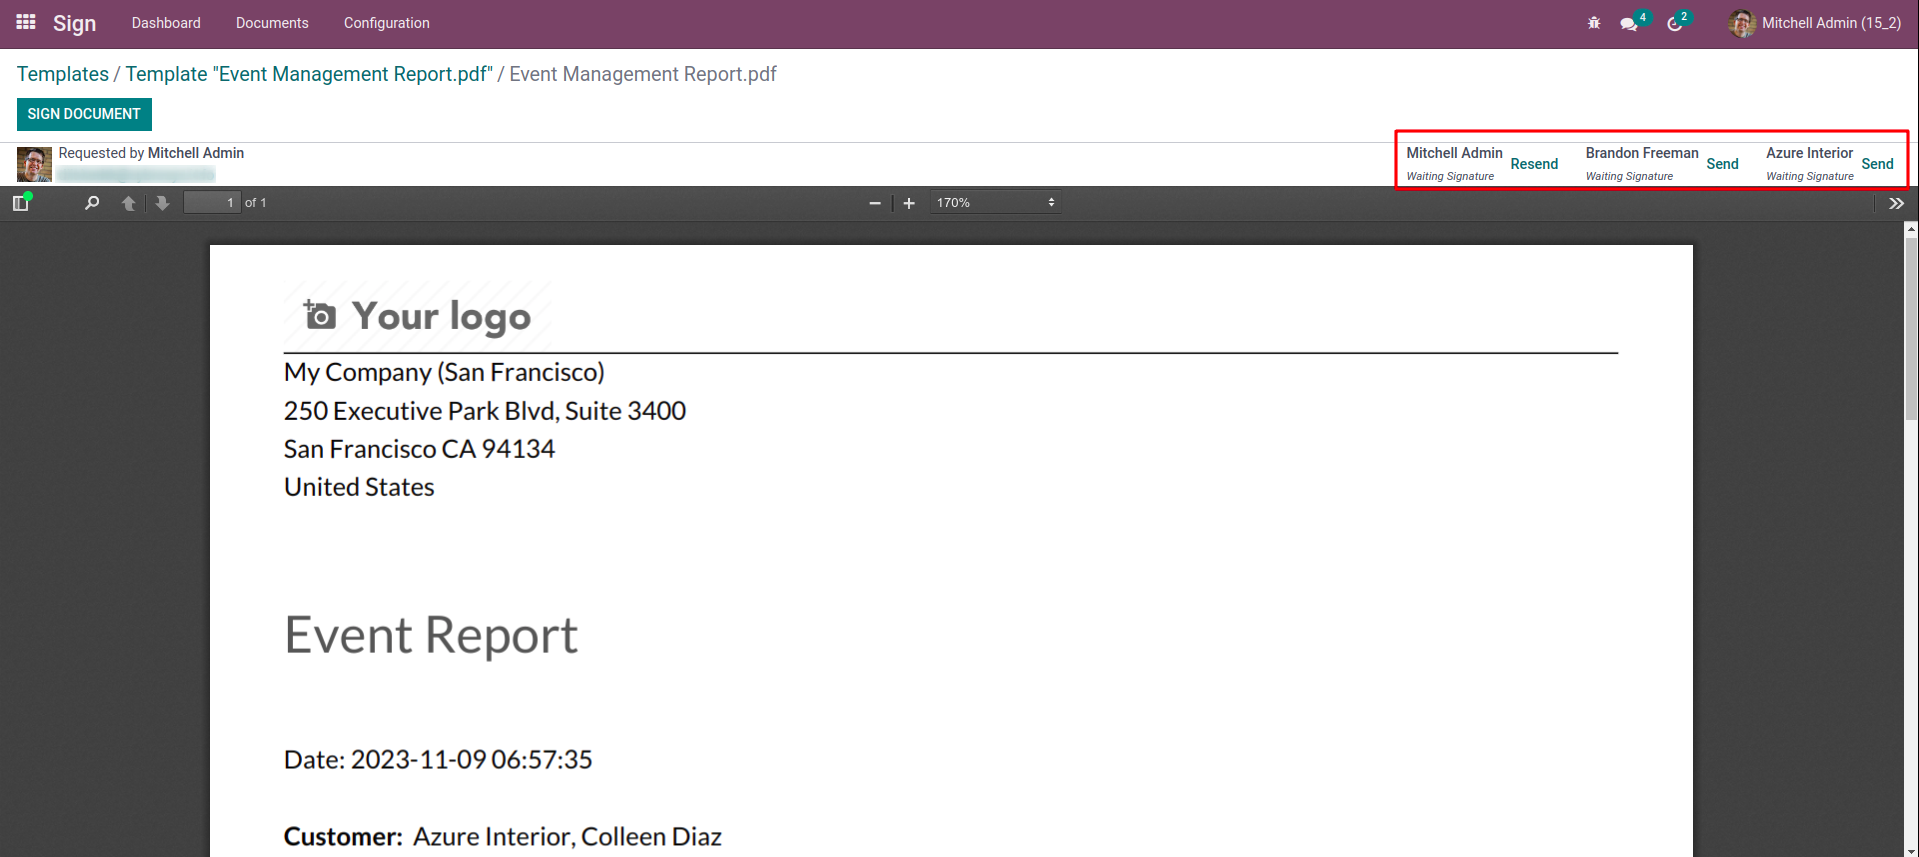 Sign Dashboard Documents Configuration 4 2 Mitchell Admin (15_2)
Templates / Template "Event Management Report.pdf" / Event Management Report.pdf
SIGN DOCUMENT
Requested by Mitchell Admin
Mitchell Admin Resend Brandon Freeman Send Azure Interior Send
Waiting Signature Waiting Signature Waiting Signature
1 of 1 170%
Your logo
My Company (San Francisco)
250 Executive Park Blvd, Suite 3400
San Francisco CA 94134
United States
Event Report
Date: 2023-11-09 06:57:35
Customer: Azure Interior, Colleen Diaz